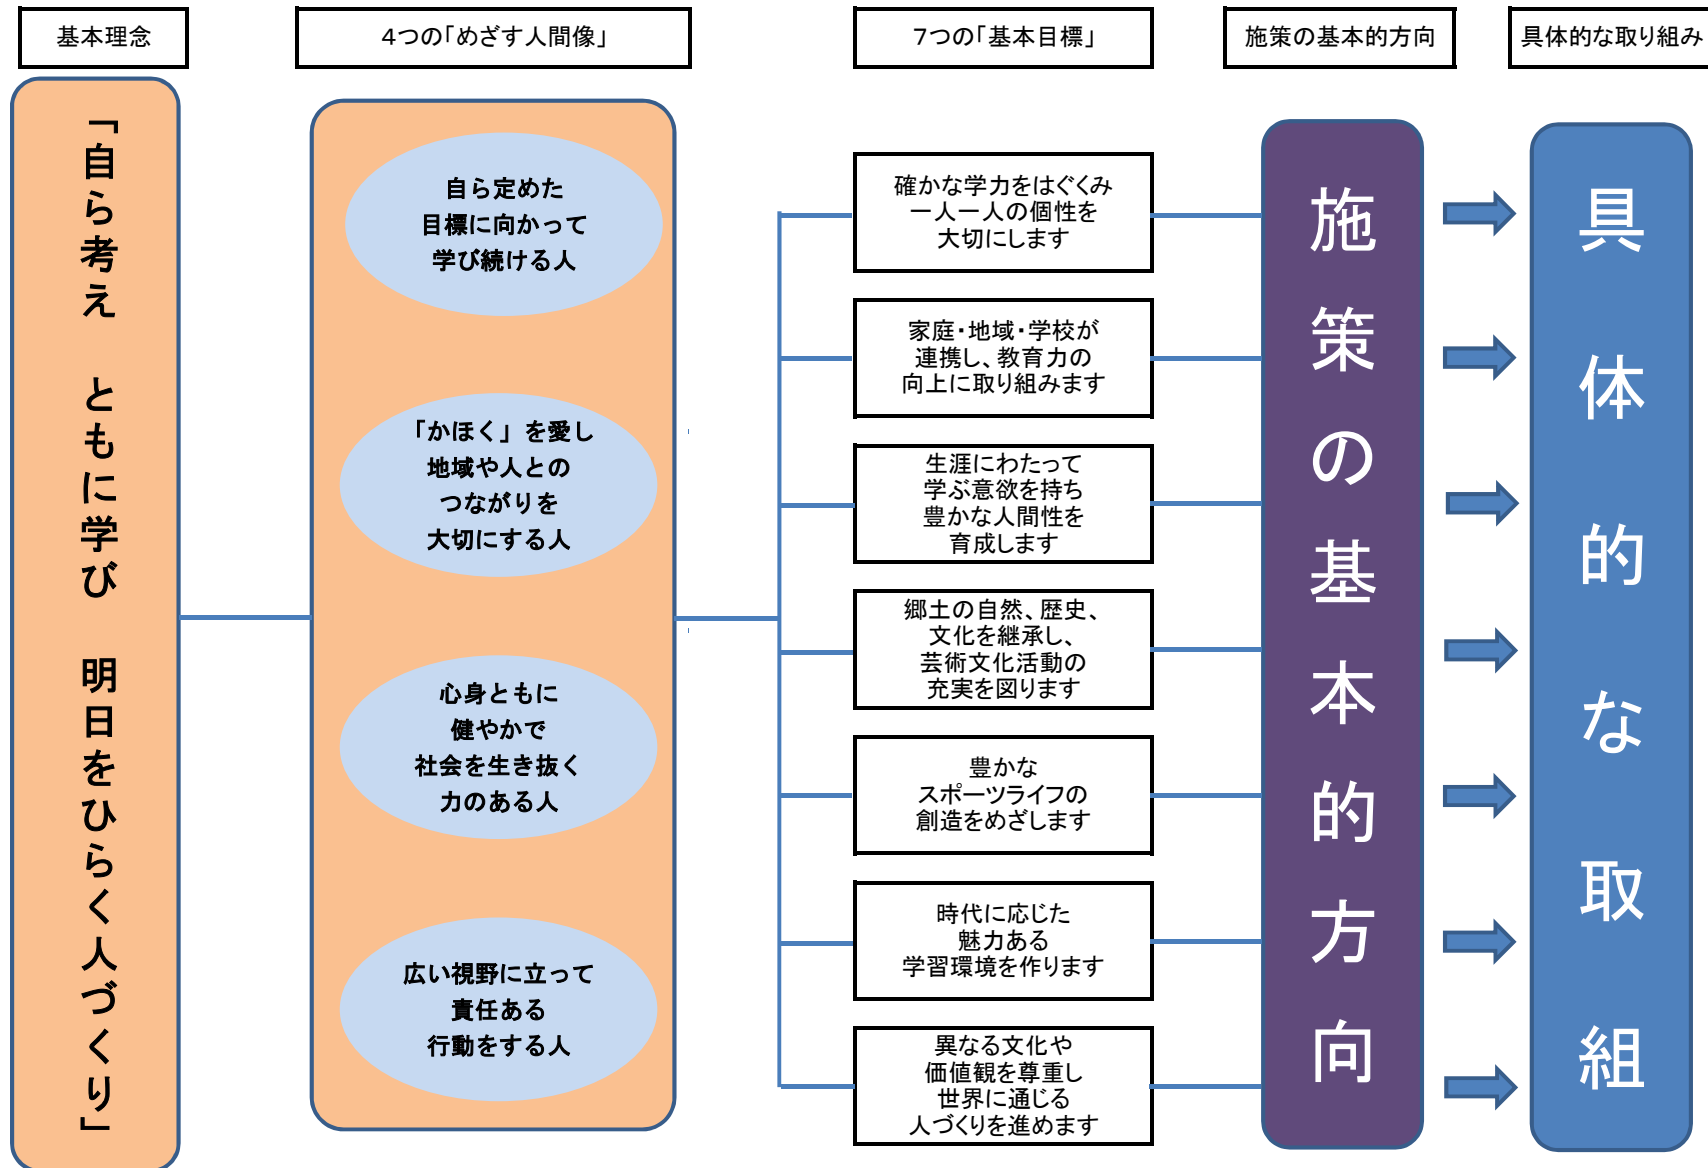 基本理念
4つの「めざす人間像」
7つの「基本目標」
施策の基本的方向
具体的な取り組み
「自ら考え ともに学び 明日をひらく人づくり」
自ら定めた
目標に向かって
学び続ける人
「かほく」を愛し
地域や人との
つながりを
大切にする人
心身ともに
健やかで
社会を生き抜く
力のある人
広い視野に立って
責任ある
行動をする人
確かな学力をはぐくみ
一人一人の個性を
大切にします
家庭・地域・学校が
連携し、教育力の
向上に取り組みます
生涯にわたって
学ぶ意欲を持ち
豊かな人間性を
育成します
郷土の自然、歴史、
文化を継承し、
芸術文化活動の
充実を図ります
豊かな
スポーツライフの
創造をめざします
時代に応じた
魅力ある
学習環境を作ります
異なる文化や
価値観を尊重し
世界に通じる
人づくりを進めます
施策の基本的方向
具体的な取組